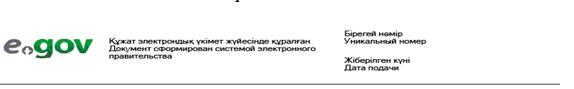 egov
Құжат электрондық үкімет жүйесінде құралған
Документ сформирован системой электронного
правительства
Бірегей нөмір
Уникальный номер
Жіберілген күні
Дата подачи